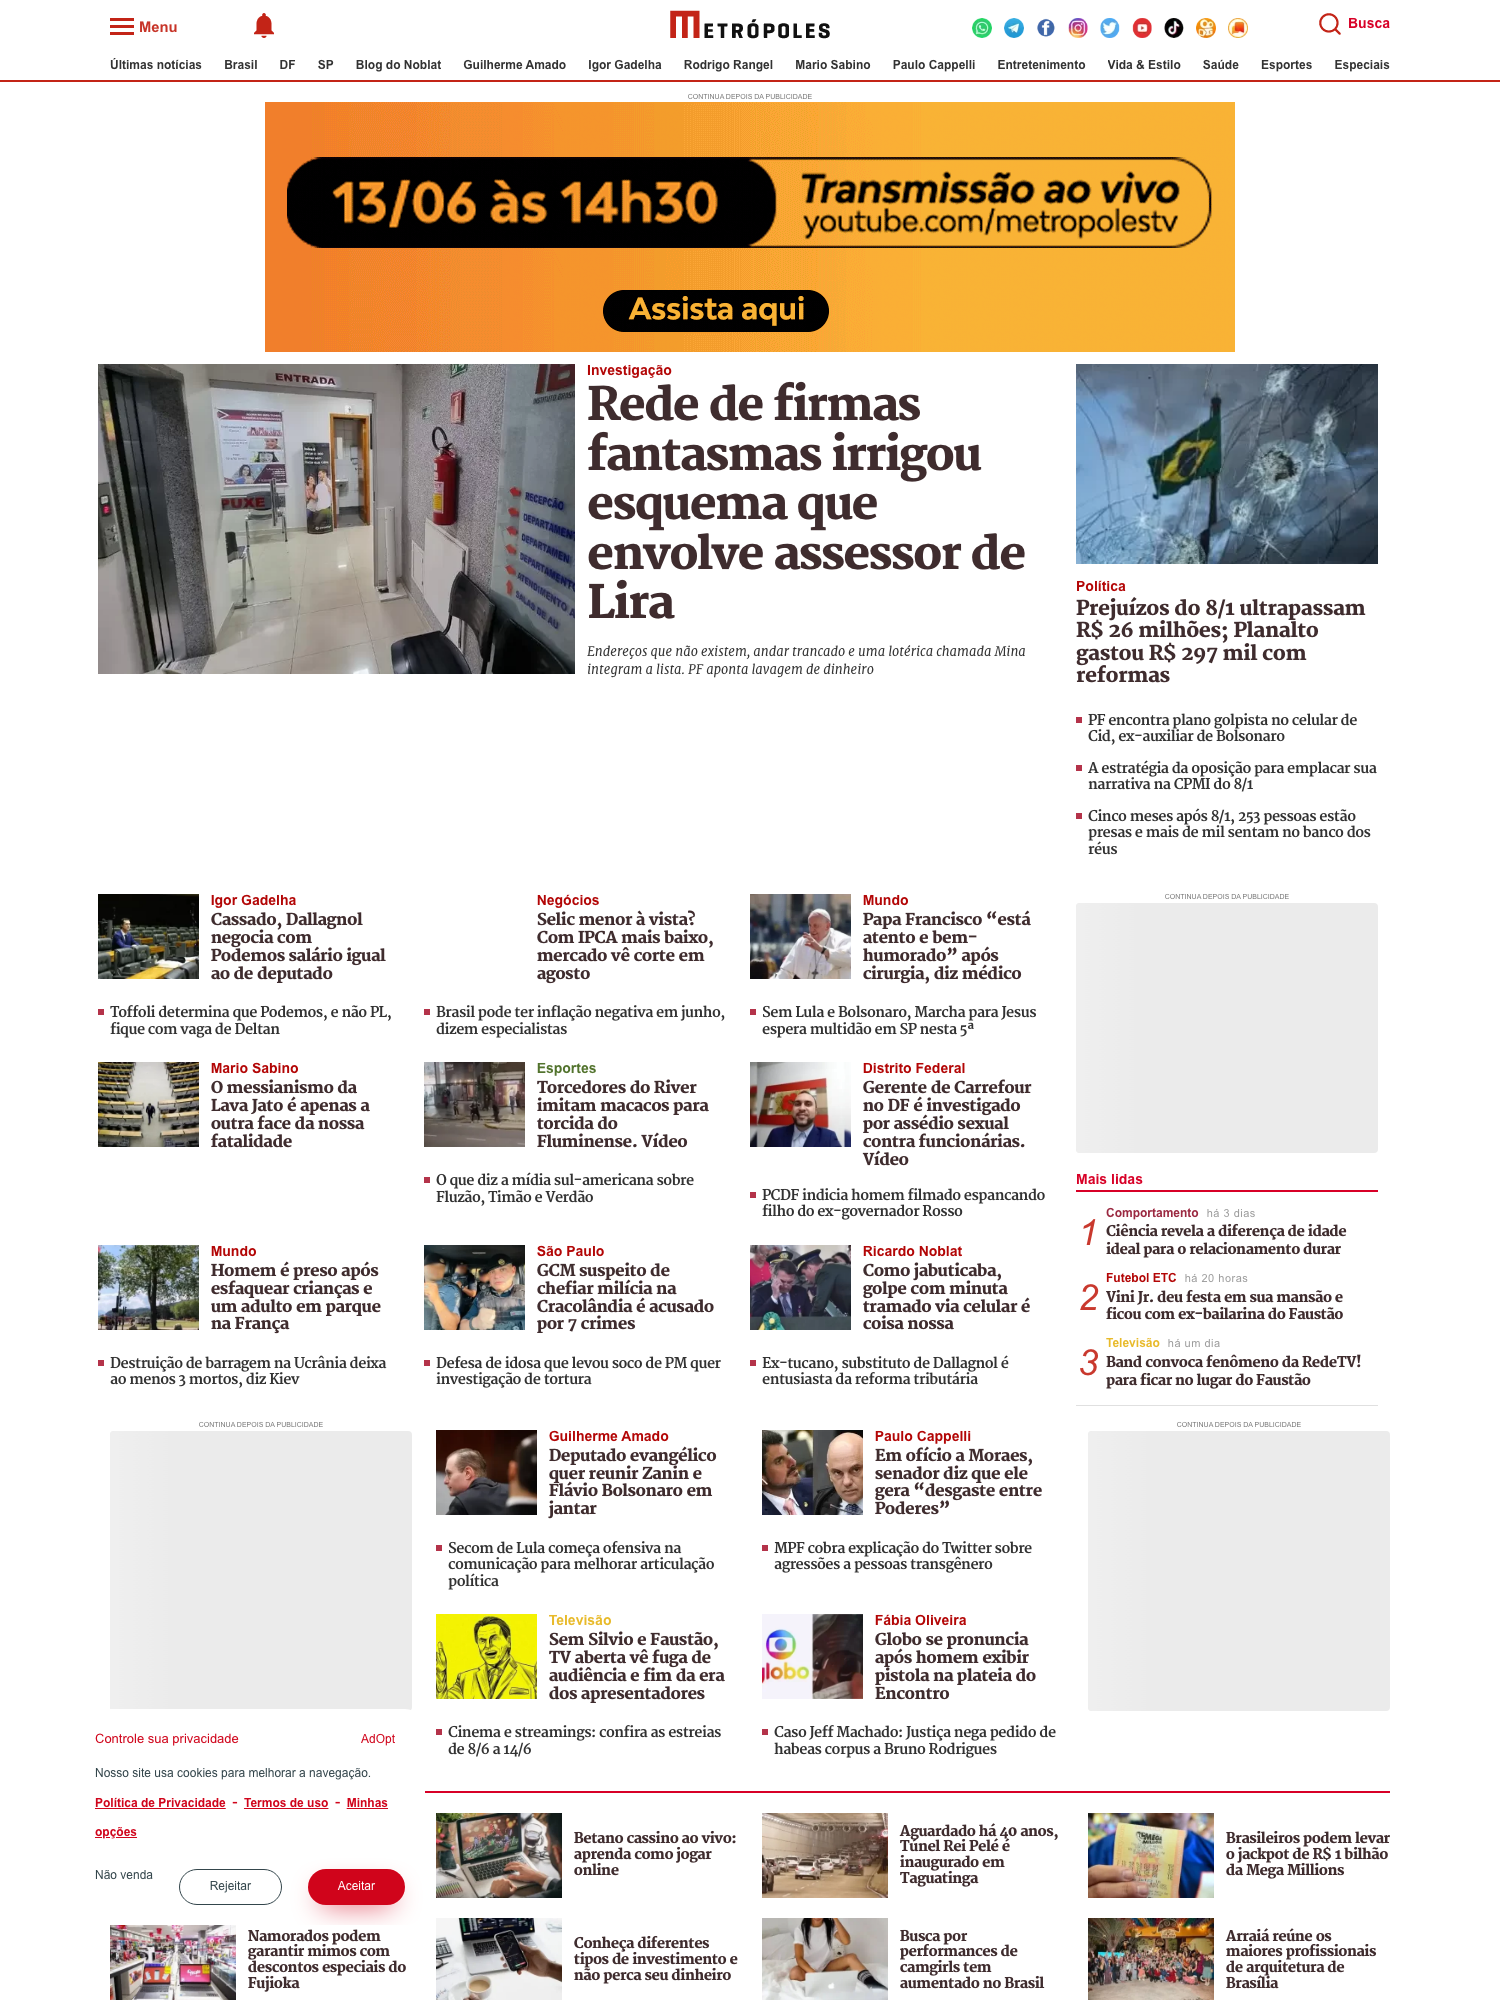 Menu
METRÓPOLES
Busca
Últimas notícias Brasil DF SP Blog do Noblat Guilherme Amado Igor Gadelha Rodrigo Rangel Mario Sabino Paulo Cappelli Entretenimento Vida & Estilo Saúde Esportes Especiais
CONTINUA DEPOIS DA PUBLICIDADE
13/06 às 14h30
Transmissão ao vivo
youtube.com/metropolestv
Assista aqui
ENTRADA
PUXE
RECEPÇÃO
Investigação
Rede de firmas
fantasmas irrigou
esquema que
envolve assessor de
Lira
Endereços que não existem, andar trancado e uma lotérica chamada Mina
integram a lista. PF aponta lavagem de dinheiro
Política
Prejuízos do 8/1 ultrapassam
R$ 26 milhões; Planalto
gastou R$ 297 mil com
reformas
PF encontra plano golpista no celular de
Cid, ex-auxiliar de Bolsonaro
A estratégia da oposição para emplacar sua
narrativa na CPMI do 8/1
Cinco meses após 8/1, 253 pessoas estão
presas e mais de mil sentam no banco dos
réus
Igor Gadelha
Cassado, Dallagnol
negocia com
Podemos salário igual
ao de deputado
Toffoli determina que Podemos, e não PL,
fique com vaga de Deltan
Negócios
Selic menor à vista?
Com IPCA mais baixo,
mercado vê corte em
agosto
Brasil pode ter inflação negativa em junho,
dizem especialistas
Mundo
Papa Francisco “está
atento e bem-
humorado” após
cirurgia, diz médico
Sem Lula e Bolsonaro, Marcha para Jesus
espera multidão em SP nesta 5ª
CONTINUA DEPOIS DA PUBLICIDADE
Mario Sabino
O messianismo da
Lava Jato é apenas a
outra face da nossa
fatalidade
Esportes
Torcedores do River
imitam macacos para
torcida do
Fluminense. Vídeo
O que diz a mídia sul-americana sobre
Fluzão, Timão e Verdão
Distrito Federal
Gerente de Carrefour
no DF é investigado
por assédio sexual
contra funcionárias.
Vídeo
PCDF indicia homem filmado espancando
filho do ex-governador Rosso
Mais lidas
1
Comportamento há 3 dias
Ciência revela a diferença de idade
ideal para o relacionamento durar
2
Futebol ETC há 20 horas
Vini Jr. deu festa em sua mansão e
ficou com ex-bailarina do Faustão
3
Televisão há um dia
Band convoca fenômeno da RedeTV!
para ficar no lugar do Faustão
Mundo
Homem é preso após
esfaquear crianças e
um adulto em parque
na França
Destruição de barragem na Ucrânia deixa
ao menos 3 mortos, diz Kiev
São Paulo
GCM suspeito de
chefiar milícia na
Cracolândia é acusado
por 7 crimes
Defesa de idosa que levou soco de PM quer
investigação de tortura
Ricardo Noblat
Como jabuticaba,
golpe com minuta
tramado via celular é
coisa nossa
Ex-tucano, substituto de Dallagnol é
entusiasta da reforma tributária
CONTINUA DEPOIS DA PUBLICIDADE
Guilherme Amado
Deputado evangélico
quer reunir Zanin e
Flávio Bolsonaro em
jantar
Secom de Lula começa ofensiva na
comunicação para melhorar articulação
política
Paulo Cappelli
Em ofício a Moraes,
senador diz que ele
gera “desgaste entre
Poderes”
MPF cobra explicação do Twitter sobre
agressões a pessoas transgênero
CONTINUA DEPOIS DA PUBLICIDADE
Televisão
Sem Silvio e Faustão,
TV aberta vê fuga de
audiência e fim da era
dos apresentadores
Cinema e streamings: confira as estreias
de 8/6 a 14/6
globo
Fábia Oliveira
Globo se pronuncia
após homem exibir
pistola na plateia do
Encontro
Caso Jeff Machado: Justiça nega pedido de
habeas corpus a Bruno Rodrigues
Controle sua privacidade AdOpt
Nosso site usa cookies para melhorar a navegação.
Política de Privacidade - Termos de uso - Minhas
opções
Não venda
Rejeitar
Aceitar
Betano cassino ao vivo:
aprenda como jogar
online
Aguardado há 40 anos,
Túnel Rei Pelé é
inaugurado em
Taguatinga
Brasileiros podem levar
o jackpot de R$ 1 bilhão
da Mega Millions
Namorados podem
garantir mimos com
descontos especiais do
Fujioka
Conheça diferentes
tipos de investimento e
não perca seu dinheiro
Busca por
performances de
camgirls tem
aumentado no Brasil
Arraiá reúne os
maiores profissionais
de arquitetura de
Brasília